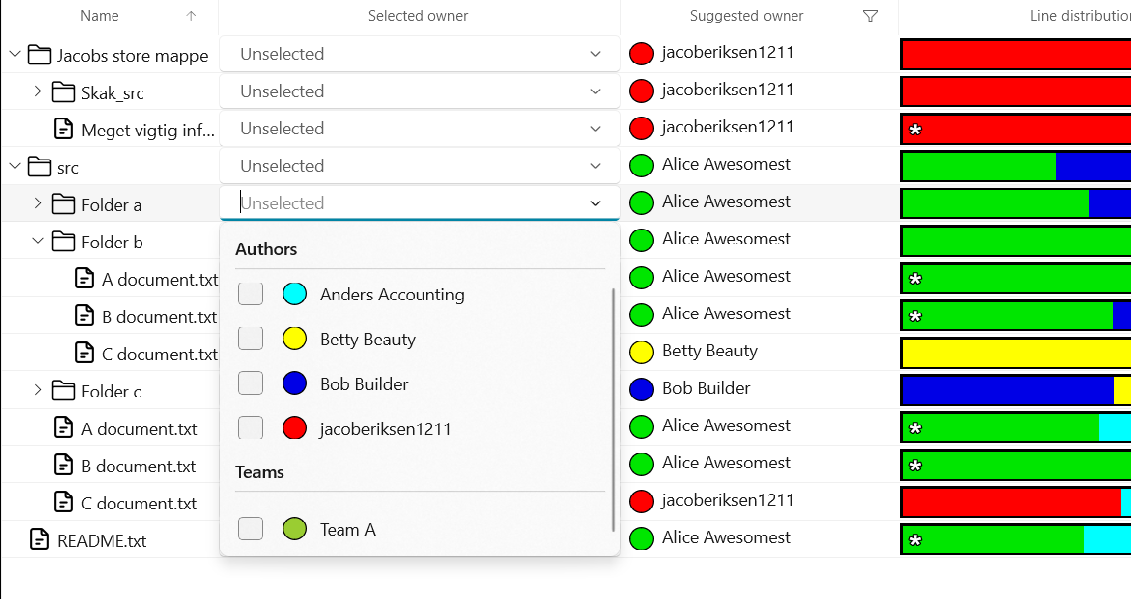 Name Selected owner Suggested owner Line distribution
Jacobs store mappe Unselected jacoberiksen1211
Skak_src Unselected jacoberiksen1211
Meget vigtig inf... Unselected jacoberiksen1211 *
src Unselected Alice Awesomest
Folder a Unselected Alice Awesomest
Folder b Authors Alice Awesomest
A document.txt Anders Accounting Alice Awesomest *
B document.txt Betty Beauty Alice Awesomest *
C document.txt Betty Beauty
Folder c Bob Builder Bob Builder
A document.txt jacoberiksen1211 Alice Awesomest *
B document.txt Teams Alice Awesomest *
C document.txt jacoberiksen1211
README.txt Team A Alice Awesomest *